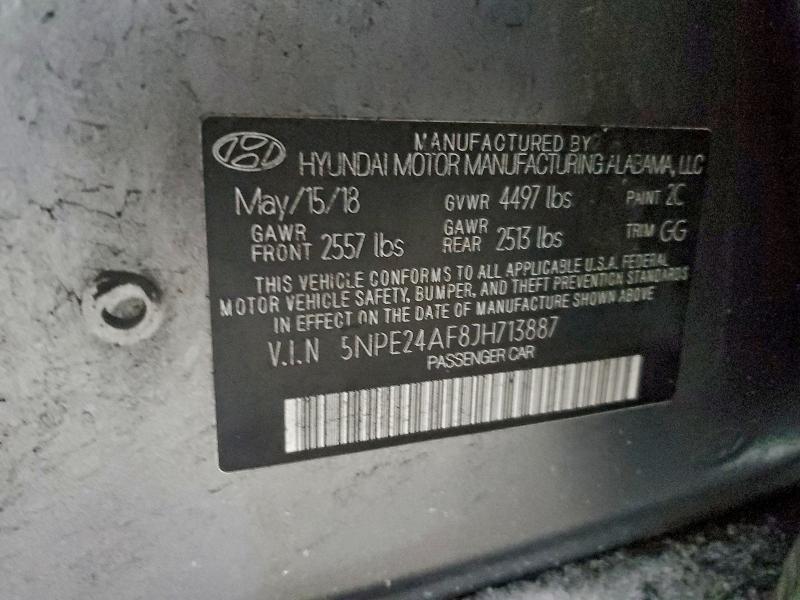 MANUFACTURED BY
HYUNDAI MOTOR MANUFACTURING ALABAMA, LLC
May/15/18 GVWR 4497 lbs PAINT 2C
GAWR FRONT 2557 lbs GAWR REAR 2513 lbs TRIM GG
THIS VEHICLE CONFORMS TO ALL APPLICABLE U.S.A. FEDERAL
MOTOR VEHICLE SAFETY, BUMPER, AND THEFT PREVENTION STANDARDS
IN EFFECT ON THE DATE OF MANUFACTURE SHOWN ABOVE
V.I.N 5NPE24AF8JH713887
PASSENGER CAR